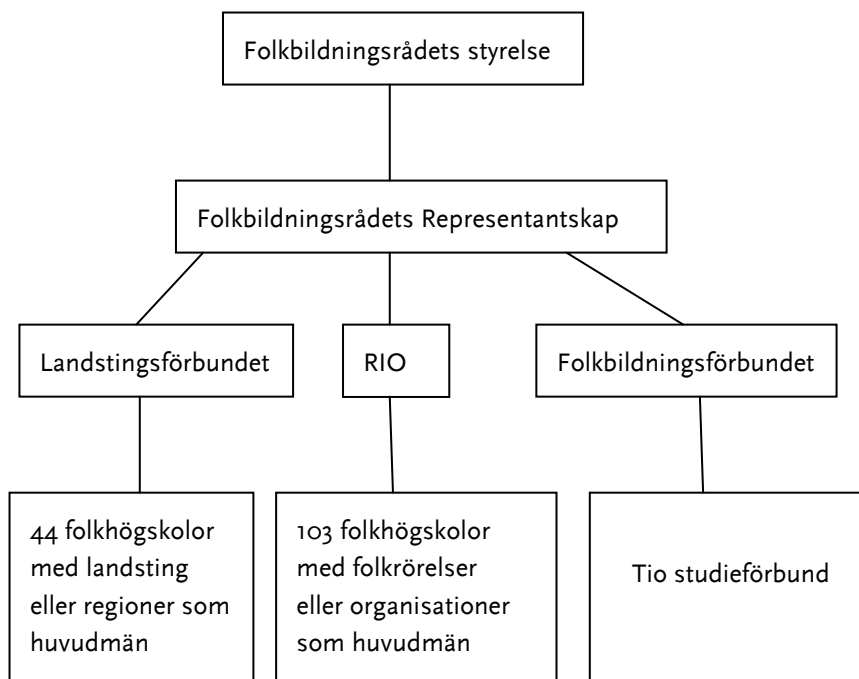 Folkbildningsrådets styrelse
Folkbildningsrådets Representantskap
Landstingsförbundet
RIO
Folkbildningsförbundet
44 folkhögskolor
med landsting
eller regioner som
huvudmän
103 folkhögskolor
med folkrörelser
eller organisationer
som huvudmän
Tio studieförbund